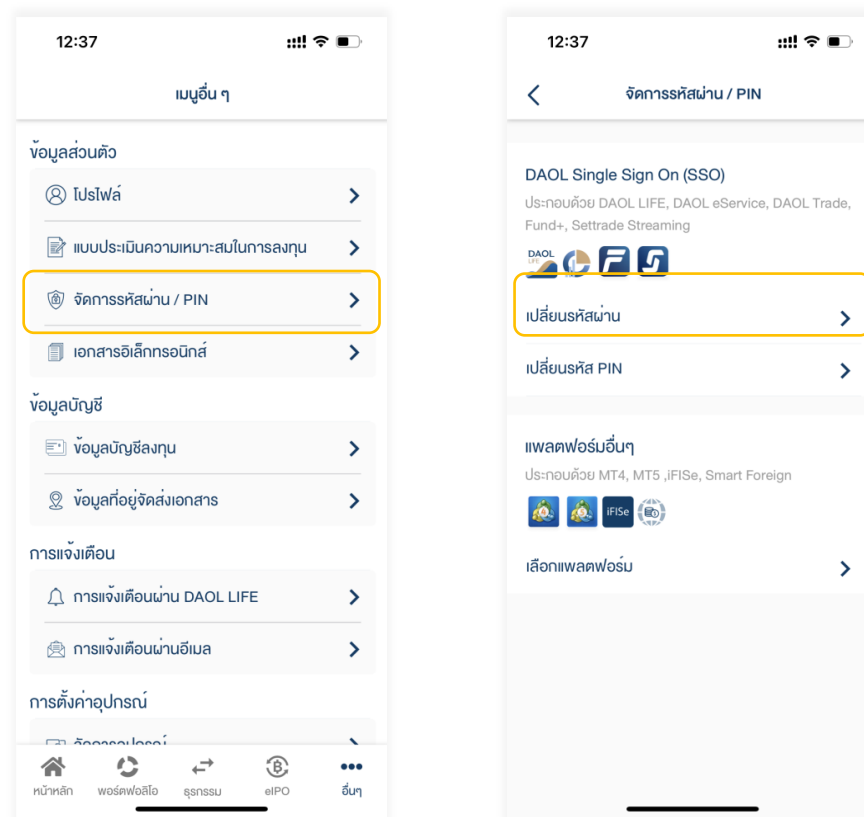 12:37
เมนูอื่น ๆ
ข้อมูลส่วนตัว
โปรไฟล์
แบบประเมินความเหมาะสมในการลงทุน
จัดการรหัสผ่าน / PIN
เอกสารอิเล็กทรอนิกส์
ข้อมูลบัญชี
ข้อมูลบัญชีลงทุน
ข้อมูลที่อยู่จัดส่งเอกสาร
การแจ้งเตือน
การแจ้งเตือนผ่าน DAOL LIFE
การแจ้งเตือนผ่านอีเมล
การตั้งค่าอุปกรณ์
จัดการอุปกรณ์
หน้าหลัก พอร์ตฟอลิโอ ธุรกรรม eIPO อื่นๆ
12:37
จัดการรหัสผ่าน / PIN
DAOL Single Sign On (SSO)
ประกอบด้วย DAOL LIFE, DAOL eService, DAOL Trade,
Fund+, Settrade Streaming
DAOL
LIFE
เปลี่ยนรหัสผ่าน
เปลี่ยนรหัส PIN
แพลตฟอร์มอื่นๆ
ประกอบด้วย MT4, MT5 ,iFISe, Smart Foreign
iFISe
เลือกแพลตฟอร์ม